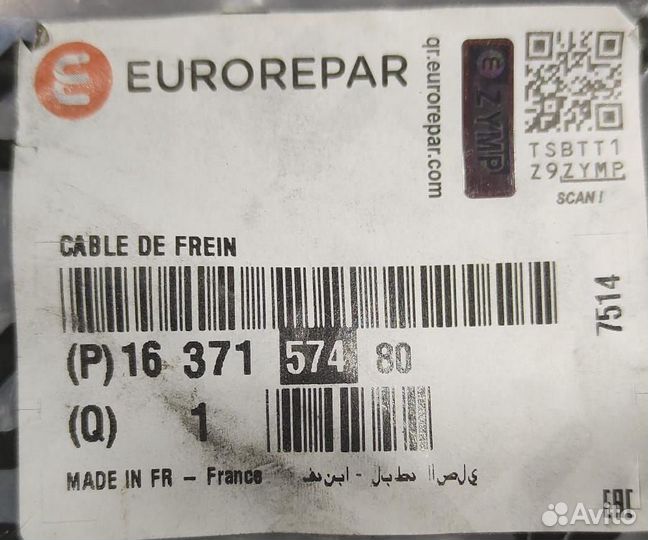 EUROREPAR
qr.eurorepar.com
ZYMP
TSBTT1
Z9ZYMP
SCAN!
CABLE DE FREIN
7514
(P) 16 371 574 80
(Q) 1
MADE IN FR – France
EAC
Avito